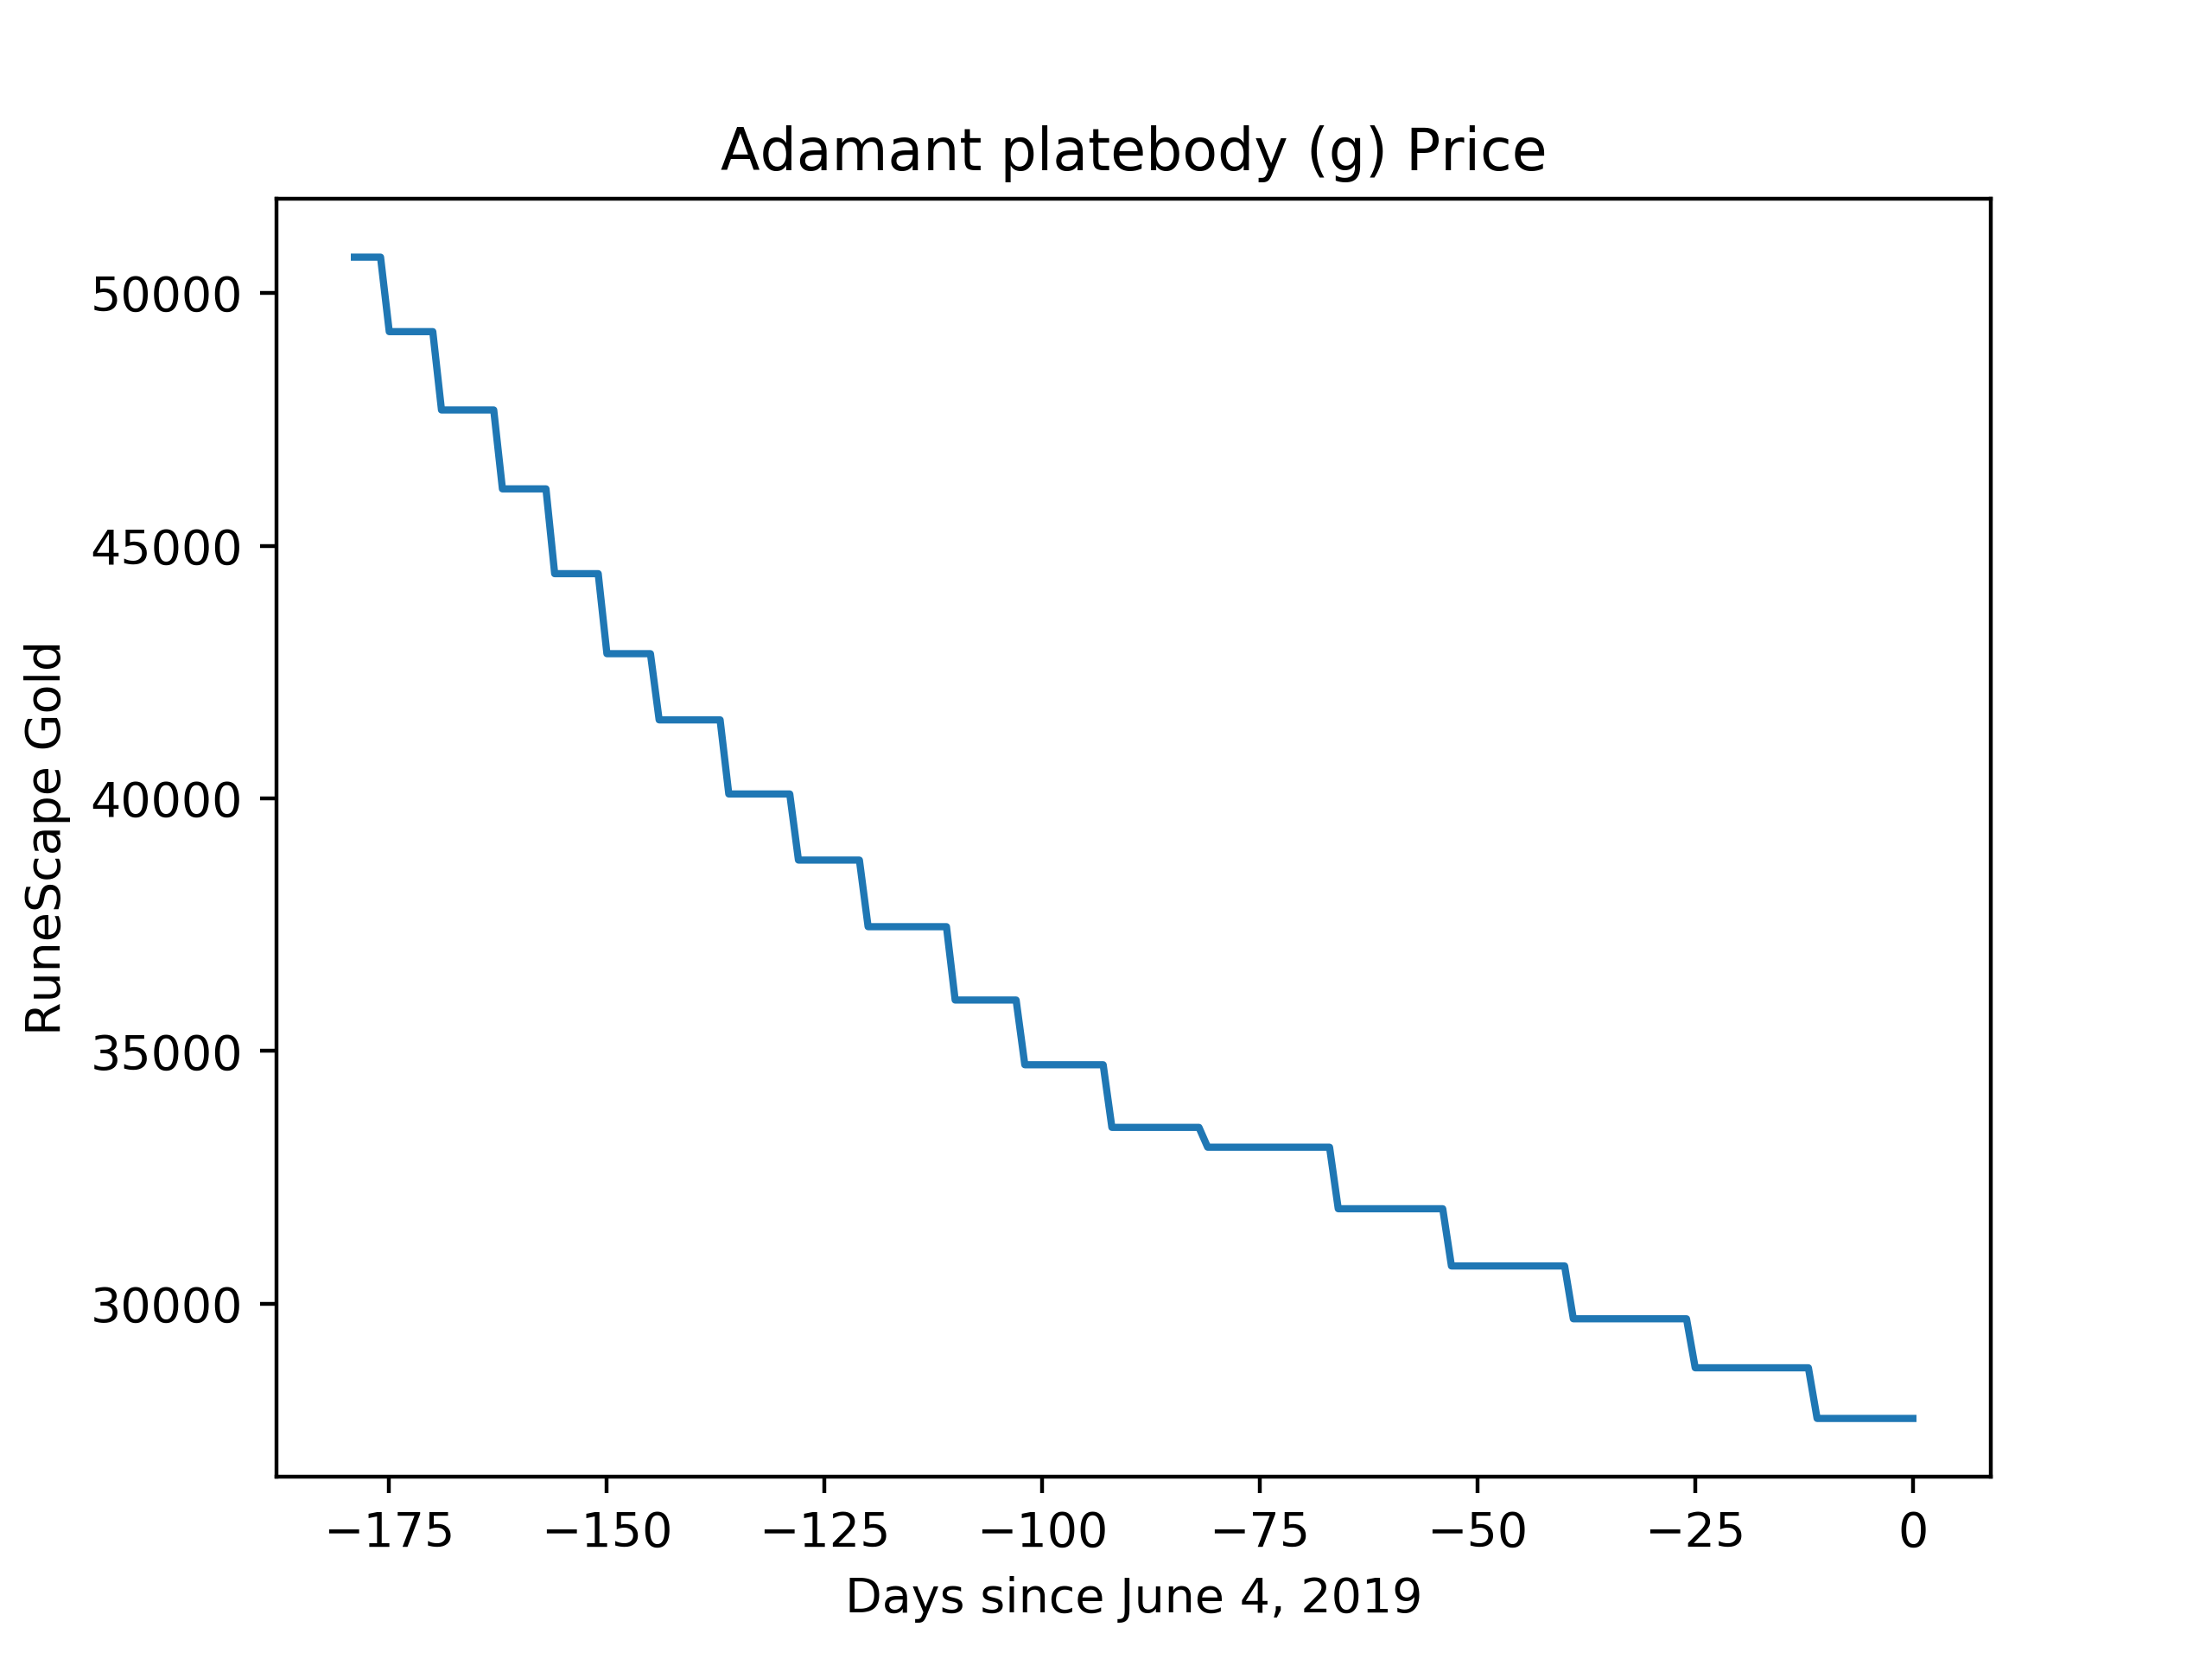 Adamant platebody (g) Price
50000
45000
40000
35000
30000
RuneScape Gold
−175 −150 −125 −100 −75 −50 −25 0
Days since June 4, 2019